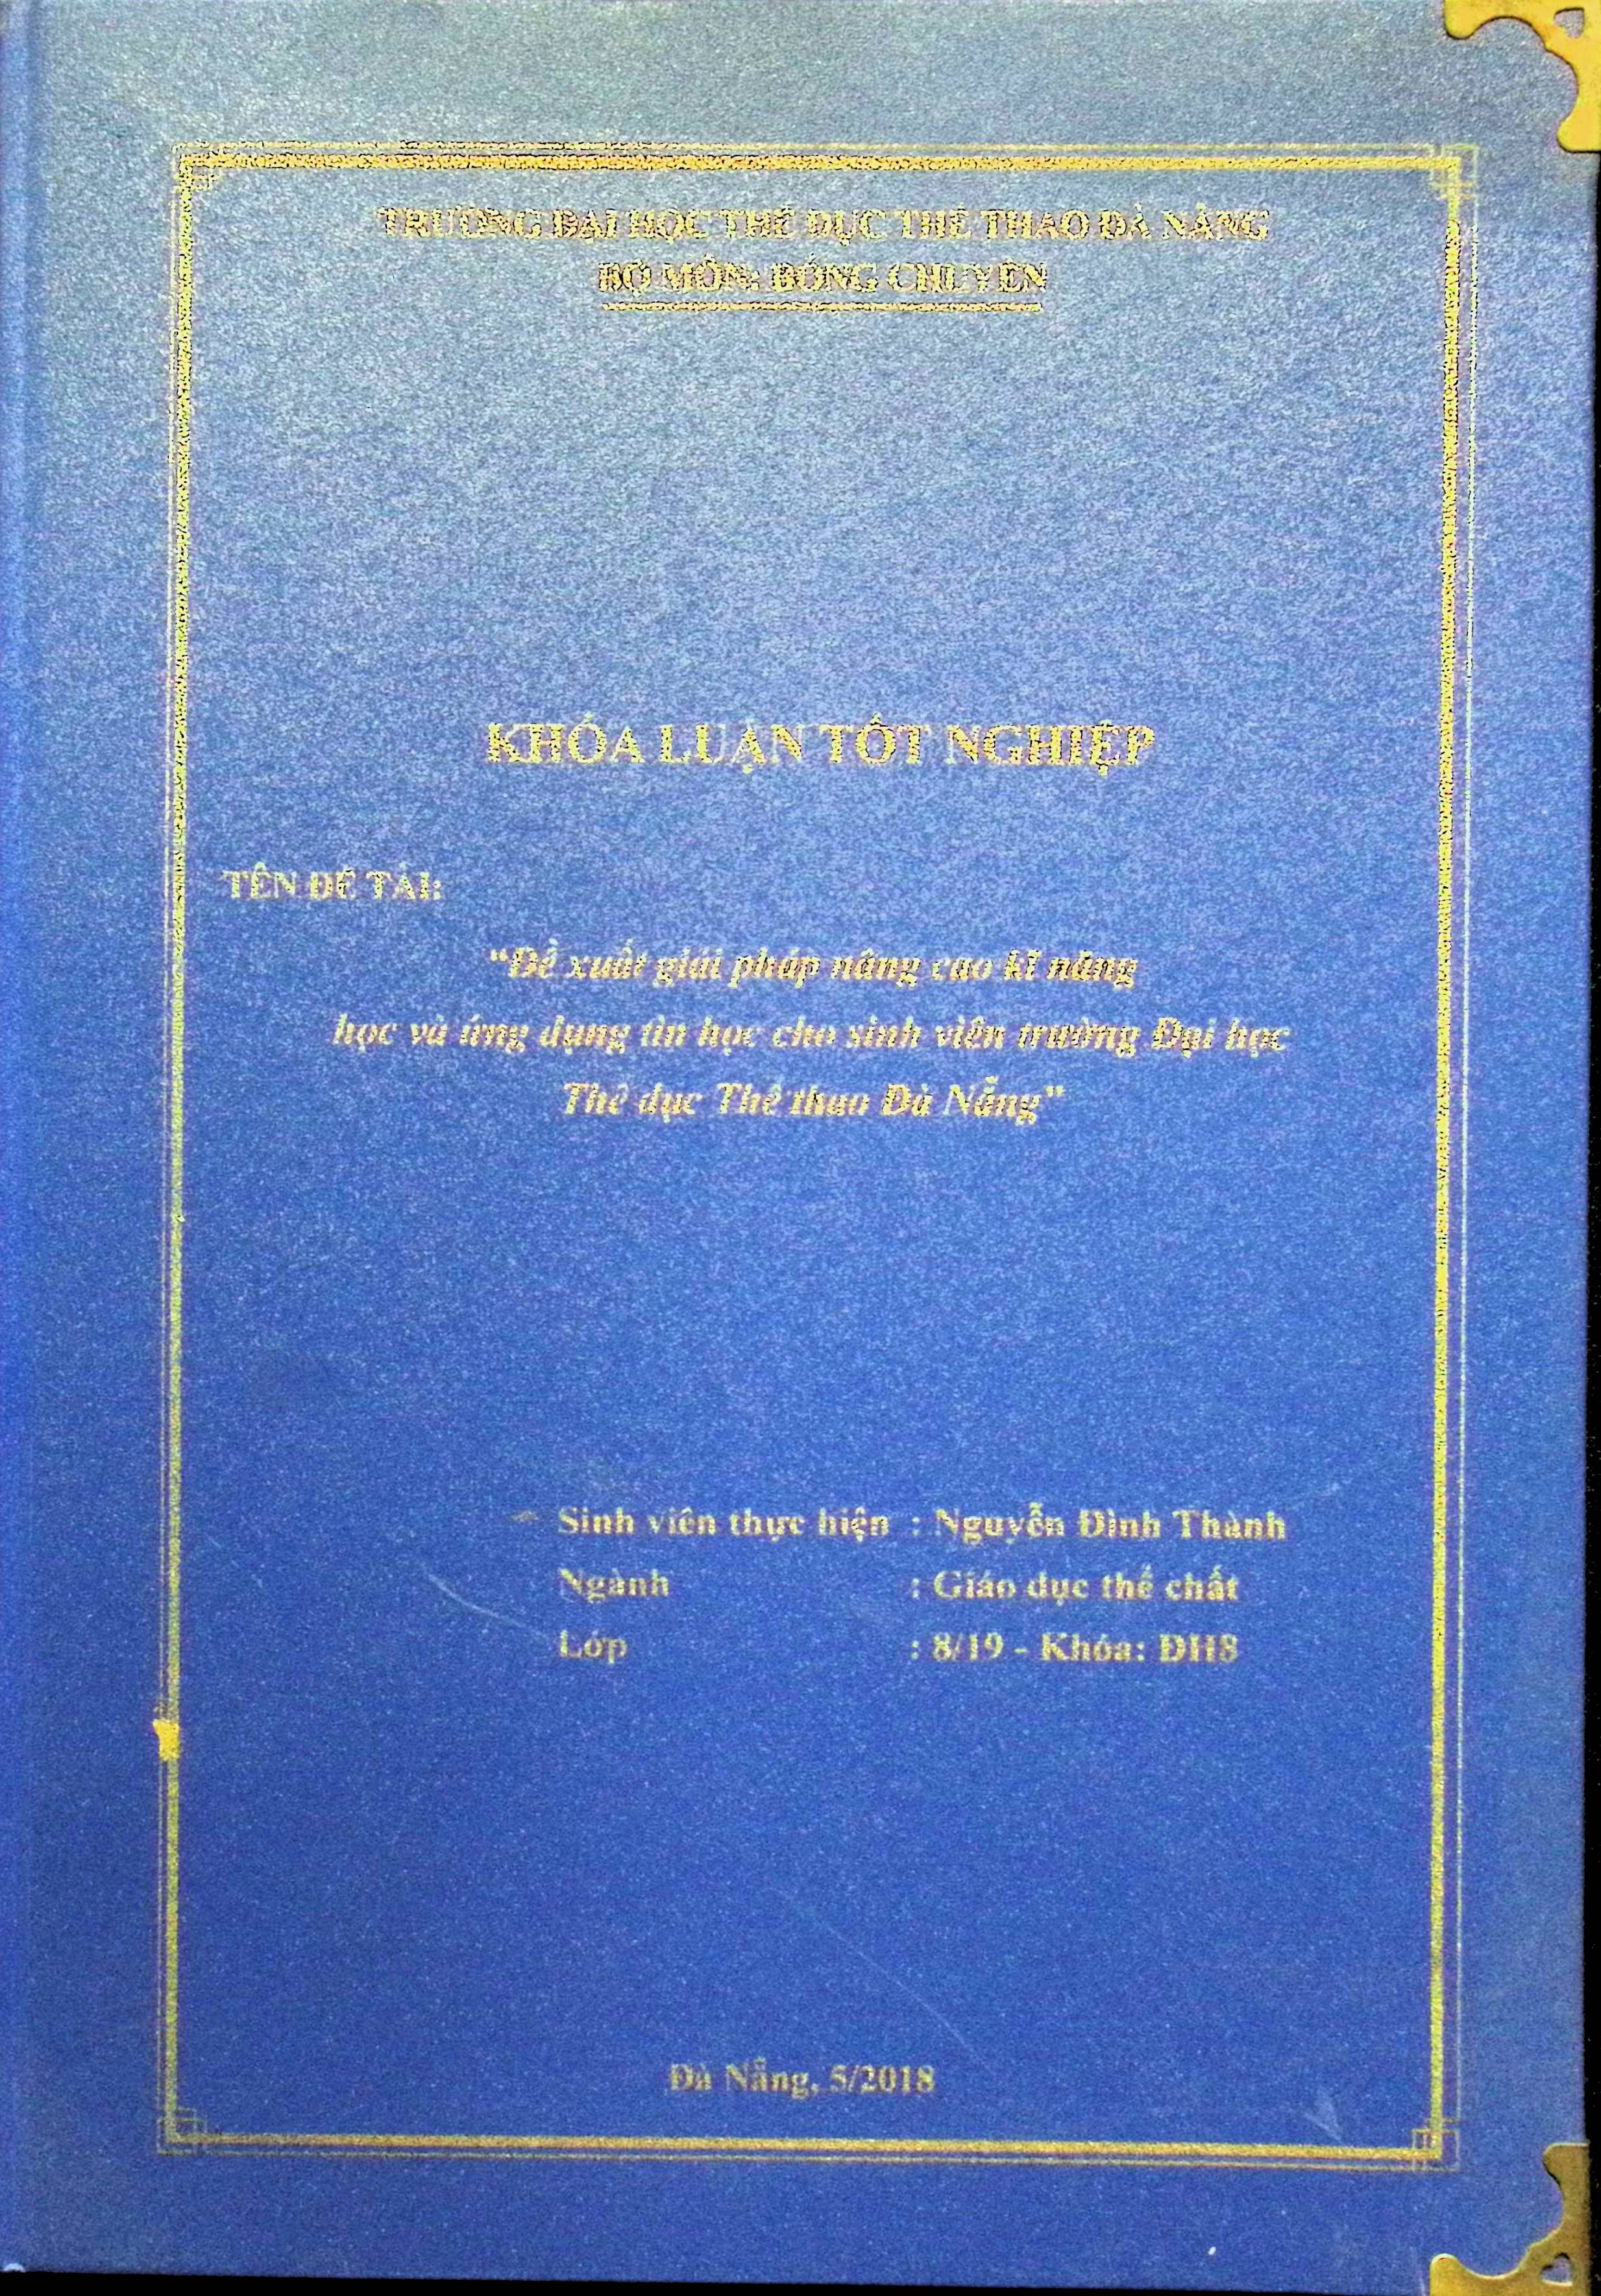 TRƯỜNG ĐẠI HỌC THỂ DỤC THỂ THAO ĐÀ NẴNG
BỘ MÔN: BÓNG CHUYỀN
KHÓA LUẬN TỐT NGHIỆP
TÊN ĐỀ TÀI:
"Đề xuất giải pháp nâng cao kĩ năng
học và ứng dụng tin học cho sinh viên trường Đại học
Thể dục Thể thao Đà Nẵng"
Sinh viên thực hiện : Nguyễn Đình Thành
Ngành : Giáo dục thể chất
Lớp : 8/19 - Khóa: ĐH8
Đà Nẵng, 5/2018